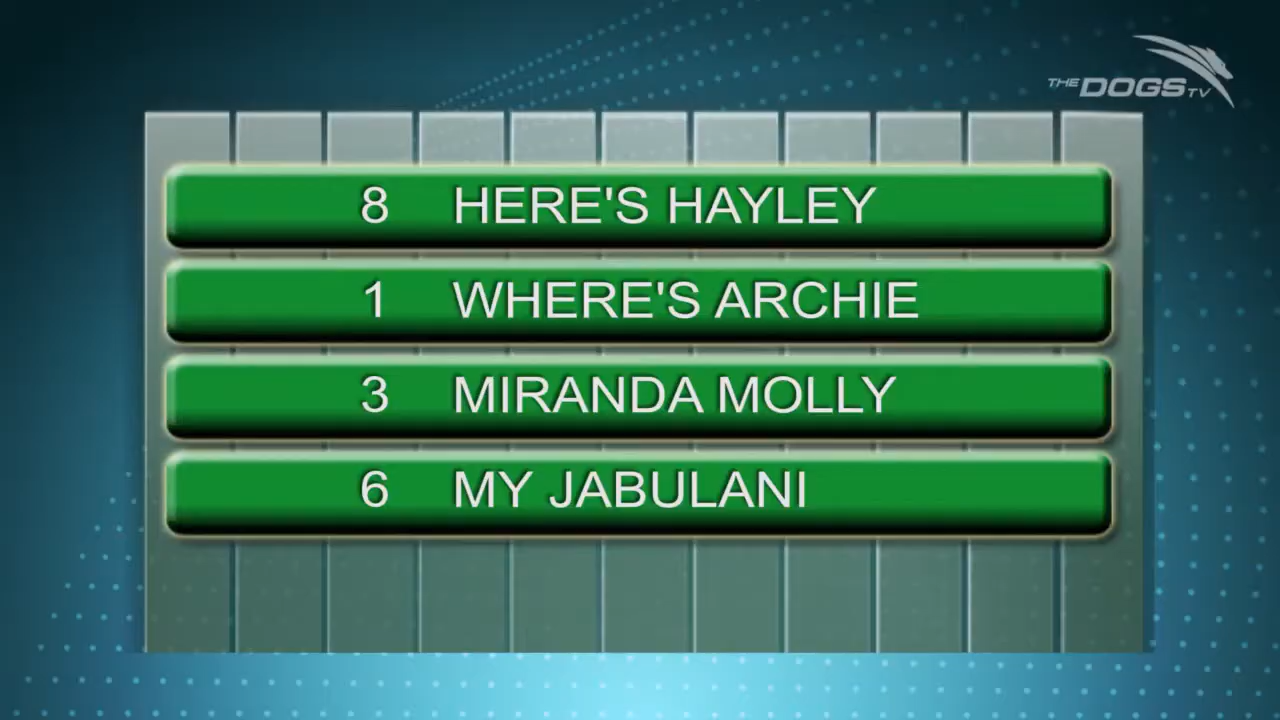 THE DOGS TV
8 HERE'S HAYLEY
1 WHERE'S ARCHIE
3 MIRANDA MOLLY
6 MY JABULANI